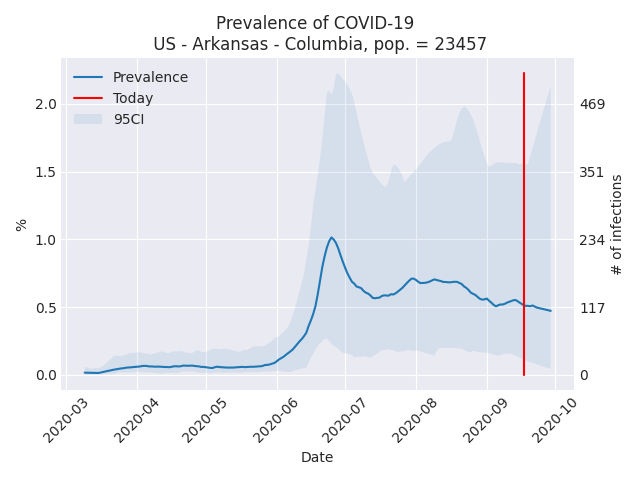 Prevalence of COVID-19
US - Arkansas - Columbia, pop. = 23457
Prevalence
Today
95CI
2.0
1.5
1.0
0.5
0.0
%
469
351
234
117
0
# of infections
2020-03
2020-04
2020-05
2020-06
2020-07
2020-08
2020-09
2020-10
Date